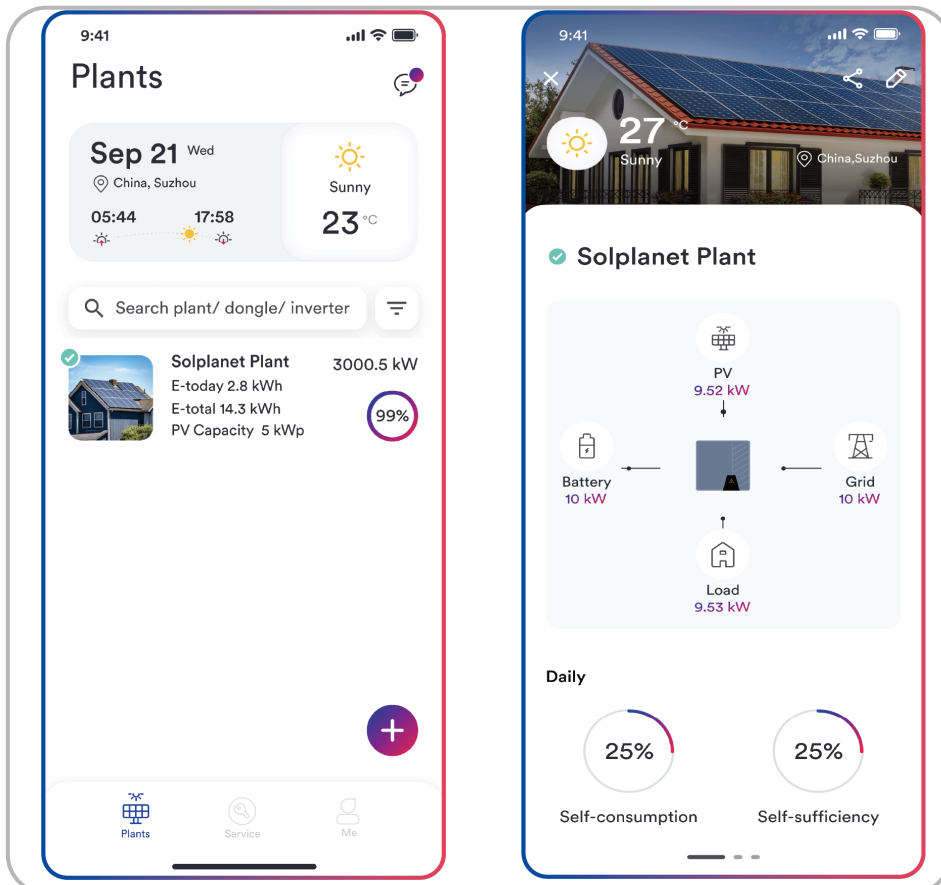 9:41
Plants
Sep 21 Wed
China, Suzhou
05:44 17:58
Sunny
23 °C
Search plant/ dongle/ inverter
Solplanet Plant
3000.5 kW
E-today 2.8 kWh
E-total 14.3 kWh
PV Capacity 5 kWp
99%
Plants
Service
Me
9:41
27 °C
Sunny
China,Suzhou
Solplanet Plant
PV
9.52 kW
Battery
10 kW
Grid
10 kW
Load
9.53 kW
Daily
25%
25%
Self-consumption
Self-sufficiency